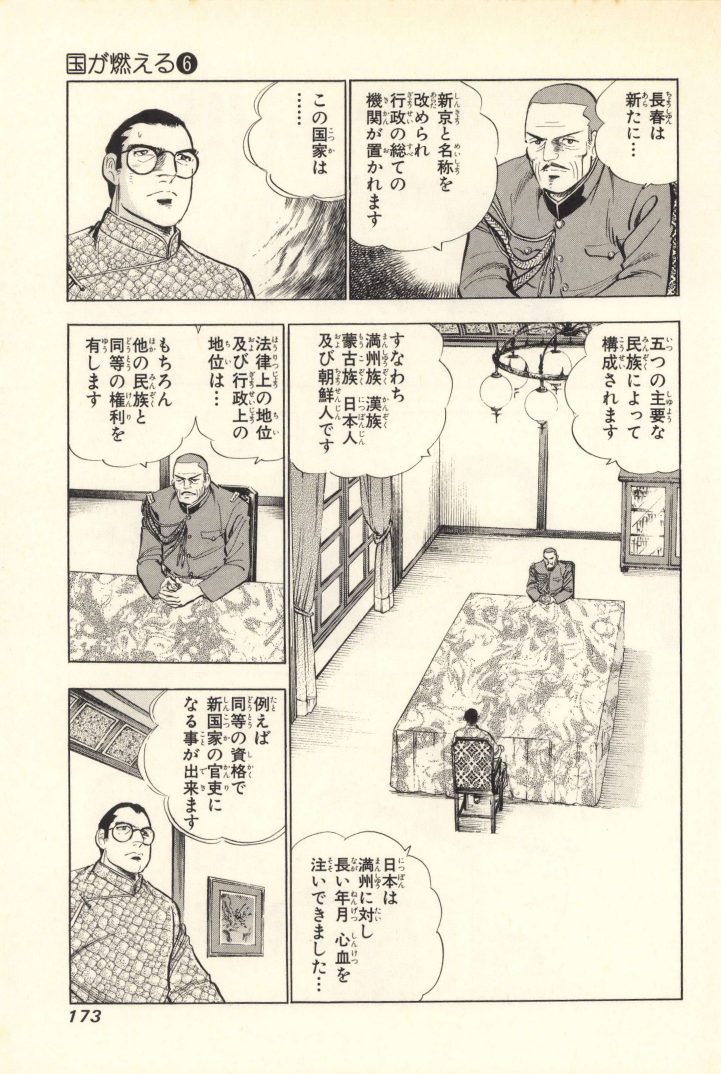 国が燃える❻
長春は
新たに…
新京と名称を
改められ
行政の総ての
機関が置かれます
この国家は
……
五つの主要な
民族によって
構成されます
すなわち
満州族 漢族
蒙古族 日本人
及び朝鮮人です
日本は
満州に対し
長い年月 心血を
注いできました…
法律上の地位
及び行政上の
地位は…
もちろん
他の民族と
同等の権利を
有します
例えば
同等の資格で
新国家の官吏に
なる事が出来ます
173